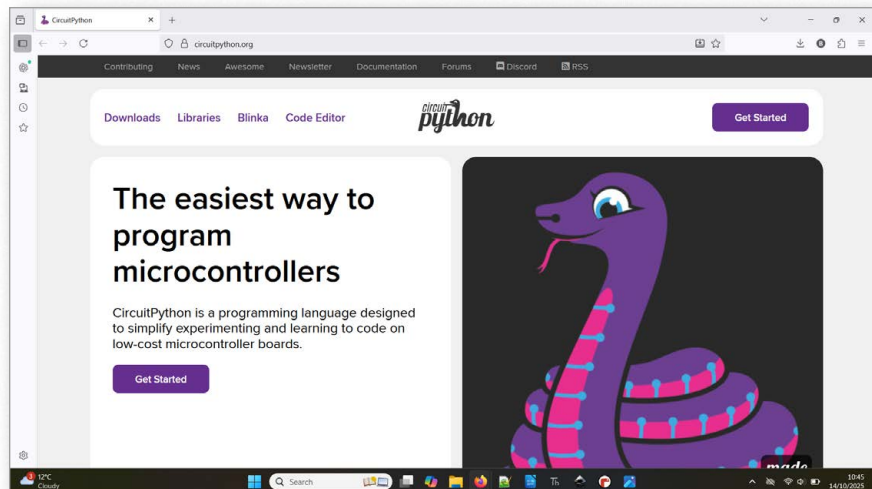 CircuitPython
circuitpython.org
Contributing News Awesome Newsletter Documentation Forums Discord RSS
Downloads Libraries Blinka Code Editor
circuit
python
Get Started
The easiest way to
program
microcontrollers
CircuitPython is a programming language designed
to simplify experimenting and learning to code on
low-cost microcontroller boards.
Get Started
made
3
12°C
Cloudy
Search
Th
10:45
14/10/2025